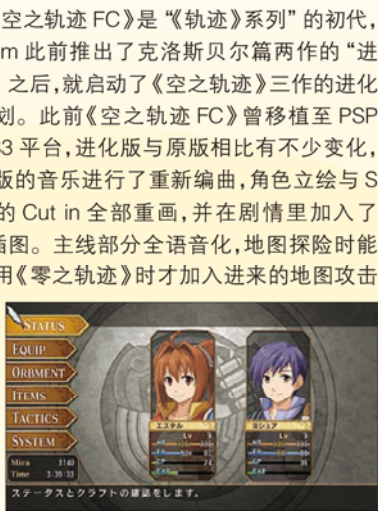 空之轨迹 FC》是“《轨迹》系列”的初代，
m 此前推出了克洛斯贝尔篇两作的“进
之后，就启动了《空之轨迹》三作的进化
划。此前《空之轨迹 FC》曾移植至 PSP
3 平台，进化版与原版相比有不少变化，
版的音乐进行了重新编曲，角色立绘与 S
的 Cut in 全部重画，并在剧情里加入了
插图。主线部分全语音化，地图探险时能
用《零之轨迹》时才加入进来的地图攻击
STATUS
EQUIP
ORBMENT
ITEMS
TACTICS
SYSTEM
エステル
ヨシュア
Lv
Lv
Mira 3140
Time 3:35:33
ステータスとクラフトの確認をします。